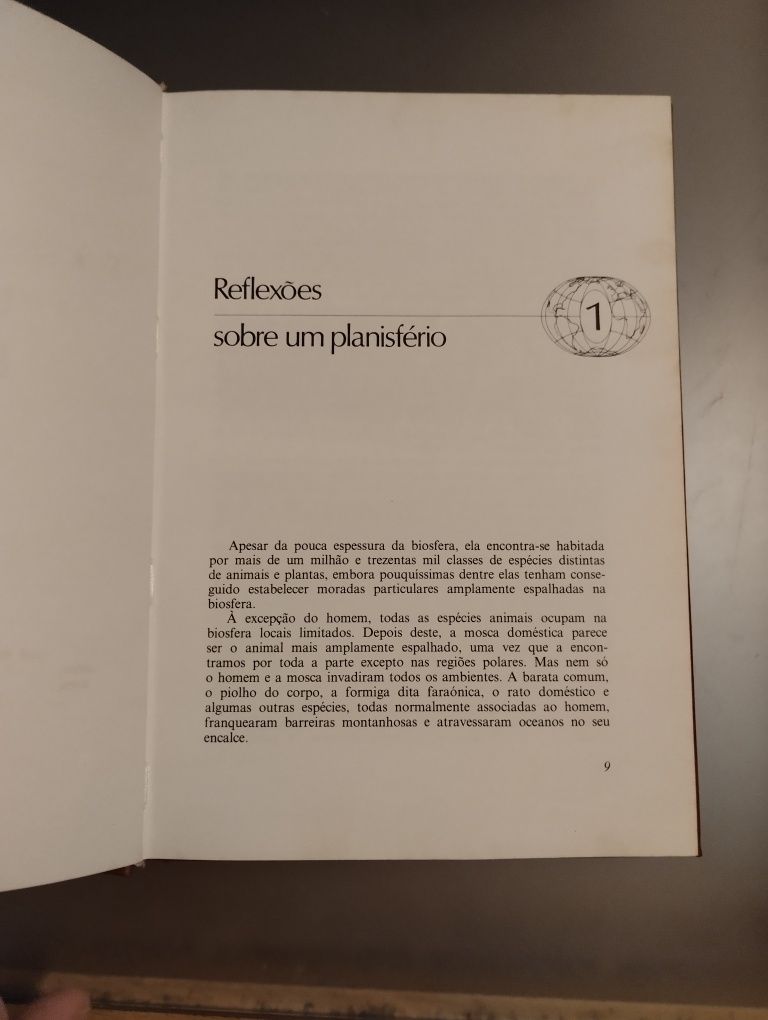 Reflexões
1
sobre um planisfério
Apesar da pouca espessura da biosfera, ela encontra-se habitada
por mais de um milhão e trezentas mil classes de espécies distintas
de animais e plantas, embora pouquíssimas dentre elas tenham conse-
guido estabelecer moradas particulares amplamente espalhadas na
biosfera.
À excepção do homem, todas as espécies animais ocupam na
biosfera locais limitados. Depois deste, a mosca doméstica parece
ser o animal mais amplamente espalhado, uma vez que a encon-
tramos por toda a parte excepto nas regiões polares. Mas nem só
o homem e a mosca invadiram todos os ambientes. A barata comum,
o piolho do corpo, a formiga dita faraónica, o rato doméstico e
algumas outras espécies, todas normalmente associadas ao homem,
franquearam barreiras montanhosas e atravessaram oceanos no seu
encalce.
9